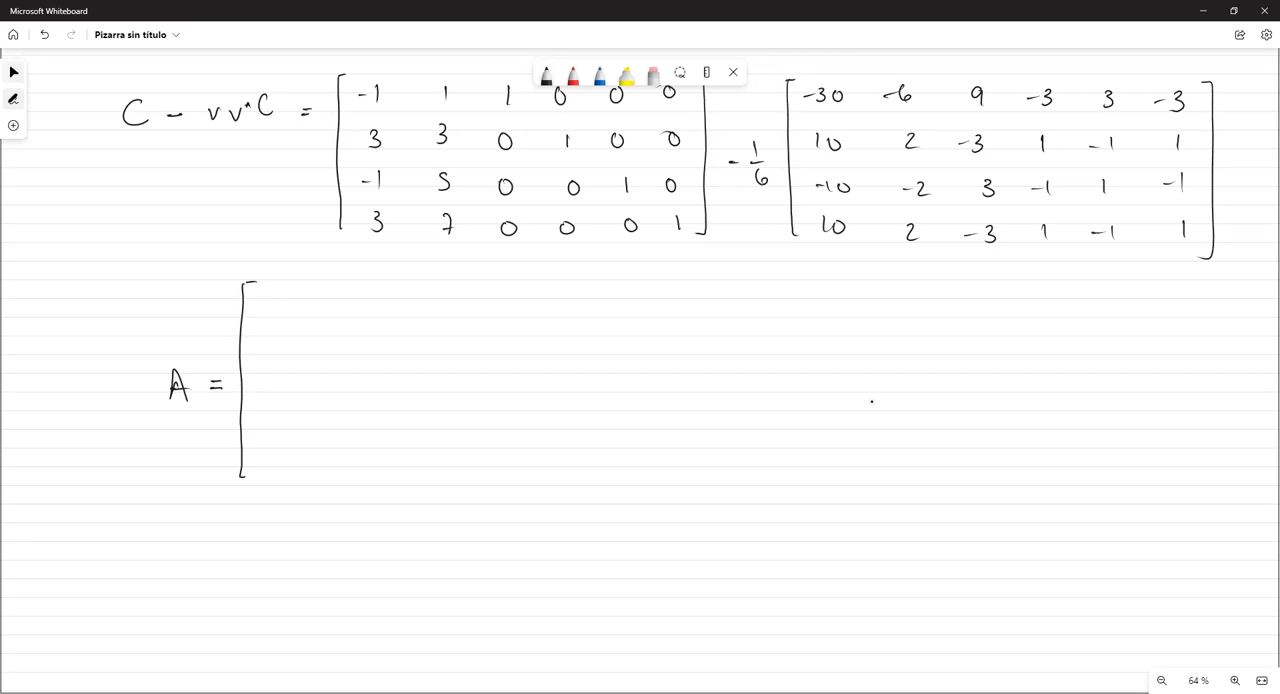 Microsoft Whiteboard
Pizarra sin título
C - v v* C = [ -1 1 1 0 0 0
3 3 0 1 0 0
-1 5 0 0 1 0
3 7 0 0 0 1 ] - 1/6 [ -30 -6 9 -3 3 -3
10 2 -3 1 -1 1
-10 -2 3 -1 1 -1
10 2 -3 1 -1 1 ]
A = [
64 %